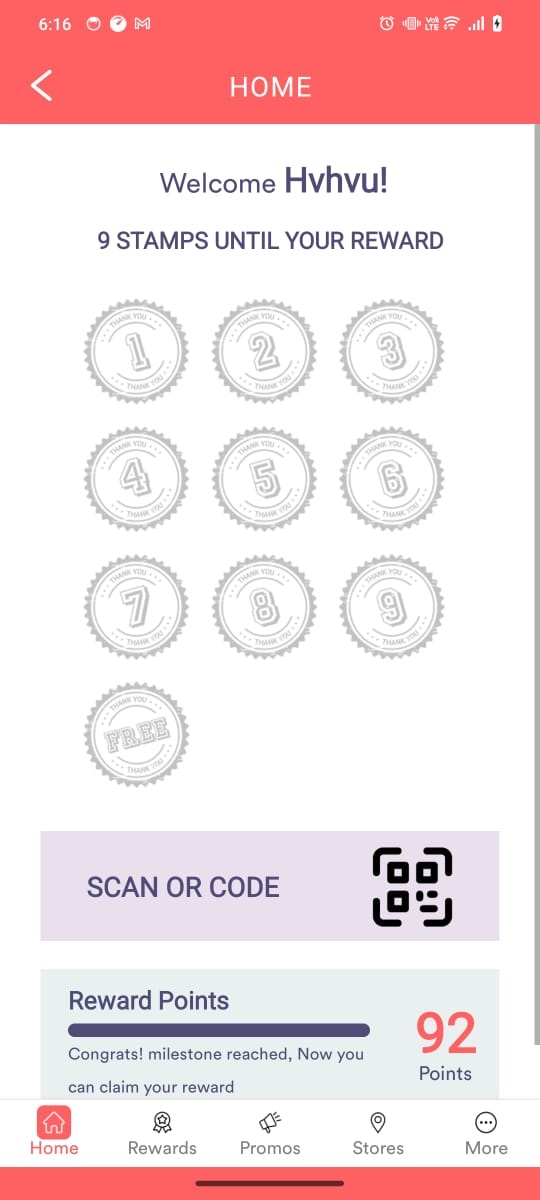 6:16
Vo) LTE
HOME
Welcome Hvhvu!
9 STAMPS UNTIL YOUR REWARD
THANK YOU 1 THANK YOU
THANK YOU 2 THANK YOU
THANK YOU 3 THANK YOU
THANK YOU 4 THANK YOU
THANK YOU 5 THANK YOU
THANK YOU 6 THANK YOU
THANK YOU 7 THANK YOU
THANK YOU 8 THANK YOU
THANK YOU 9 THANK YOU
THANK YOU FREE THANK YOU
SCAN OR CODE
Reward Points
Congrats! milestone reached, Now you
can claim your reward
92
Points
Home Rewards Promos Stores More